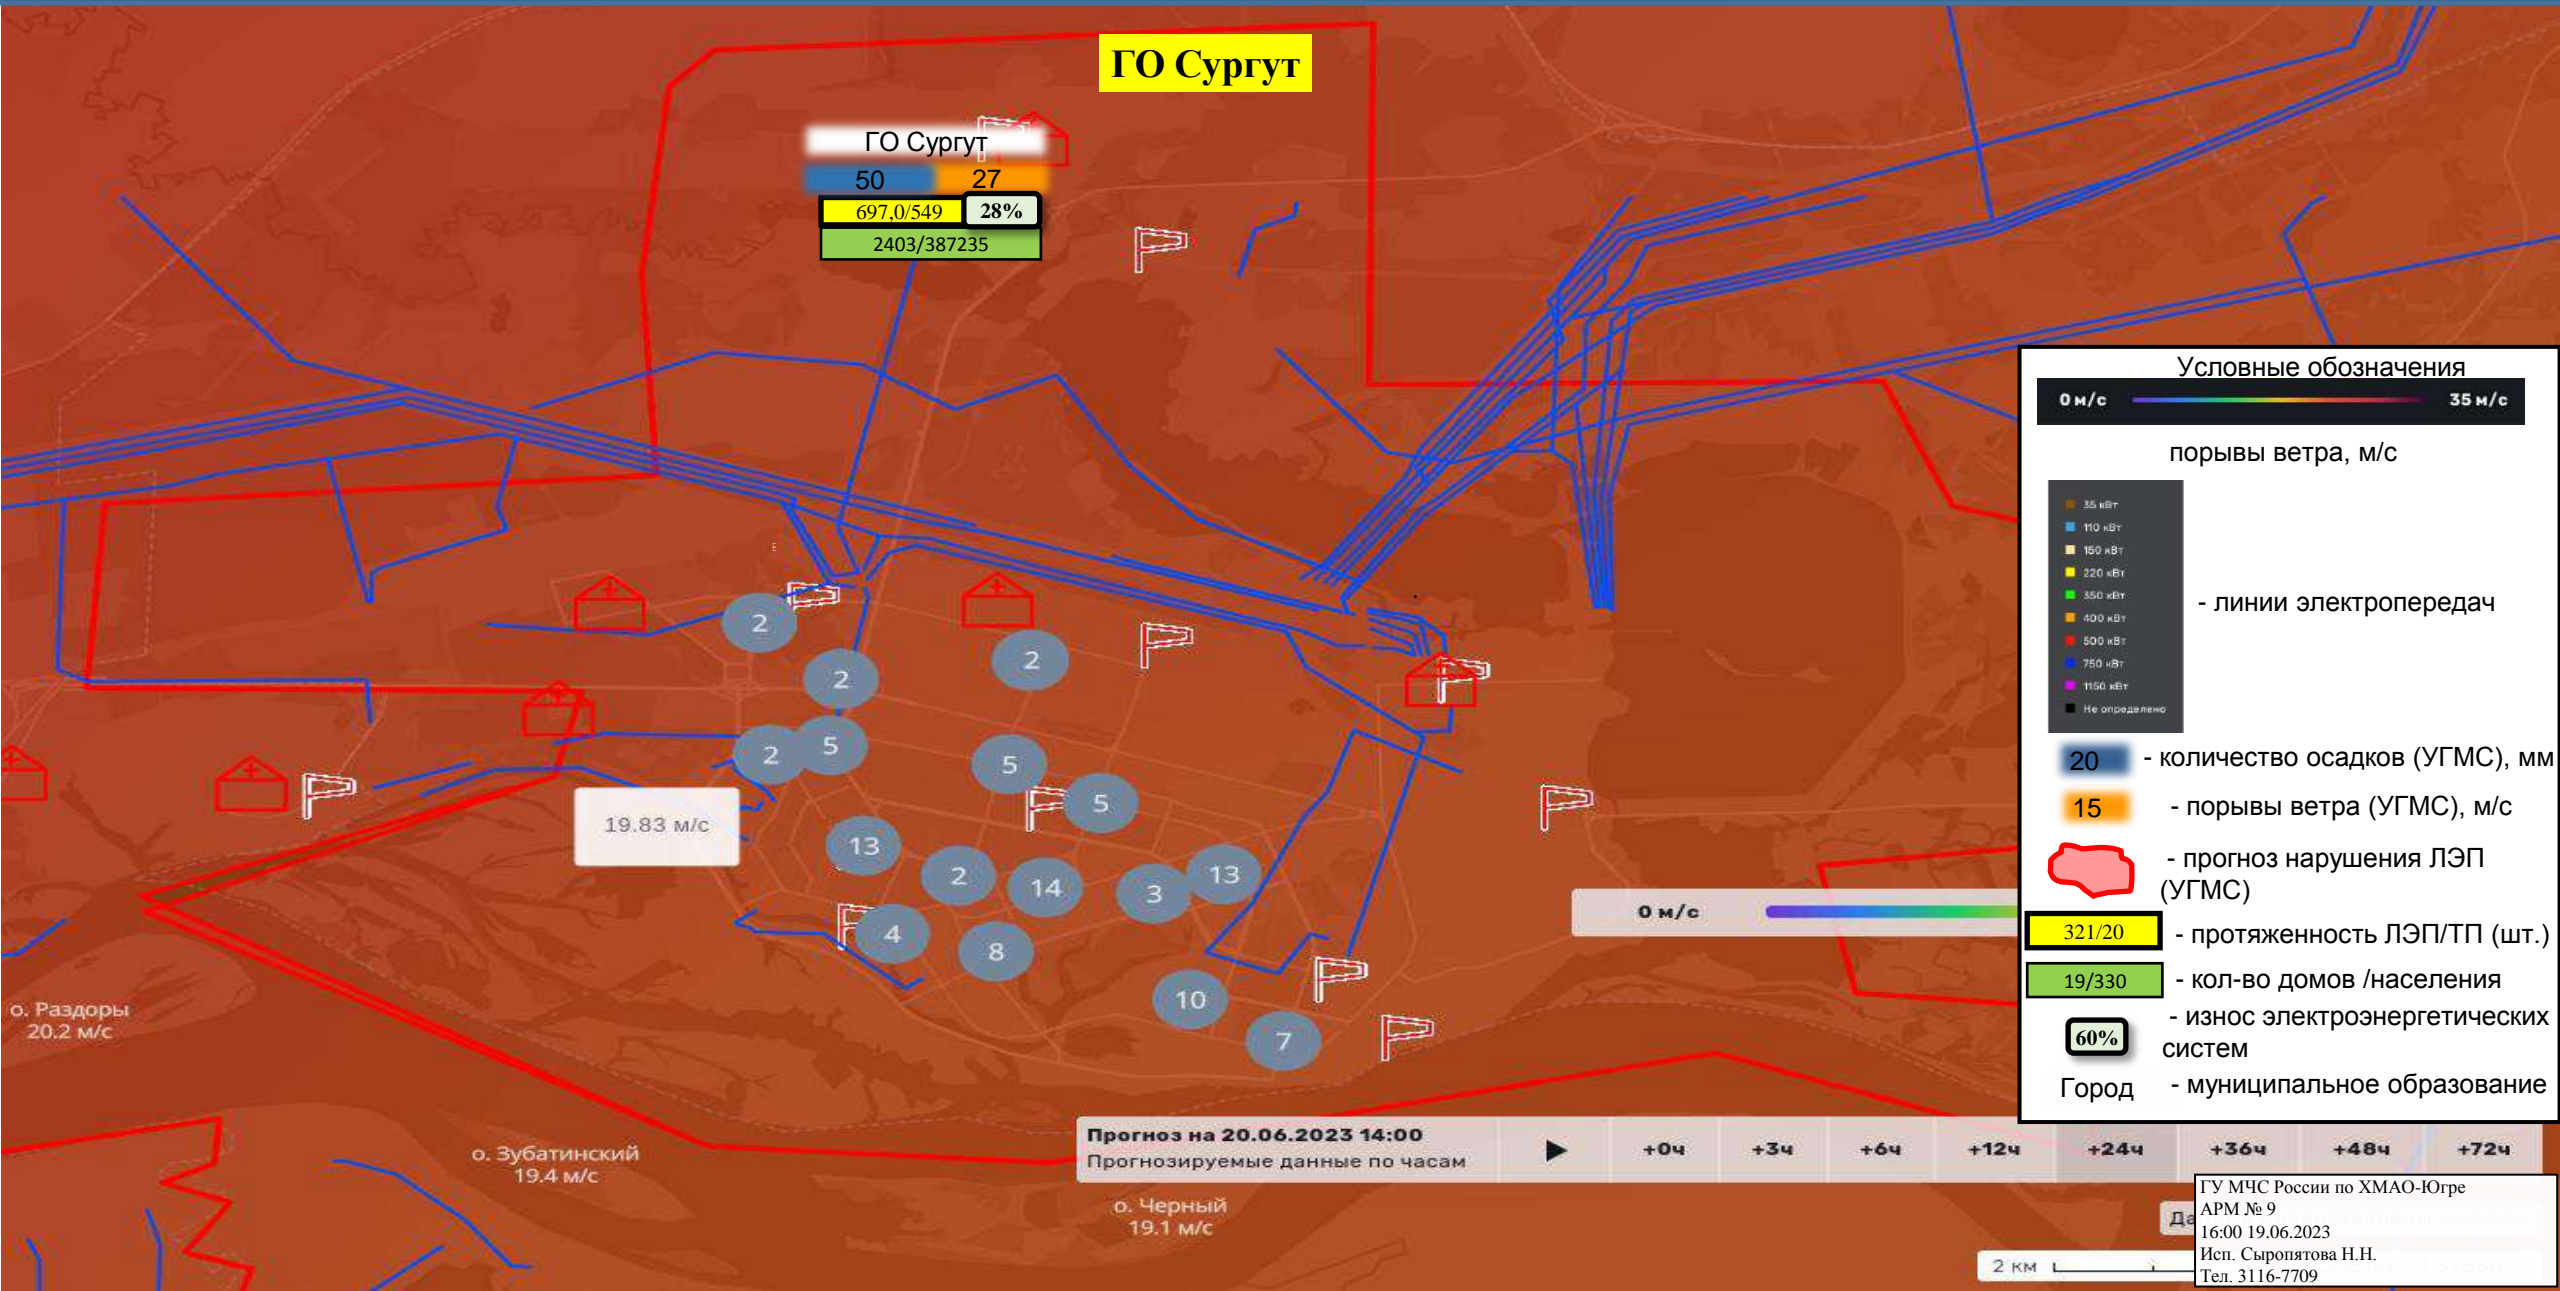 ГО Сургут
ГО Сургут
50 27
697,0/549 28%
2403/387235
2
2
2
2
5
5
5
13
2
14
3
13
4
8
10
7
19.83 м/с
о. Раздоры
20.2 м/с
о. Зубатинский
19.4 м/с
о. Черный
19.1 м/с
0 м/с
Условные обозначения
0 м/с 35 м/с
порывы ветра, м/с
35 кВт
110 кВт
150 кВт
220 кВт
350 кВт
400 кВт
500 кВт
750 кВт
1150 кВт
Не определено
- линии электропередач
20 - количество осадков (УГМС), мм
15 - порывы ветра (УГМС), м/с
- прогноз нарушения ЛЭП
(УГМС)
321/20 - протяженность ЛЭП/ТП (шт.)
19/330 - кол-во домов /населения
60% - износ электроэнергетических
систем
Город - муниципальное образование
Прогноз на 20.06.2023 14:00
Прогнозируемые данные по часам
+0ч +3ч +6ч +12ч +24ч +36ч +48ч +72ч
ГУ МЧС России по ХМАО-Югре
АРМ № 9
16:00 19.06.2023
Исп. Сыропятова Н.Н.
Тел. 3116-7709
2 км